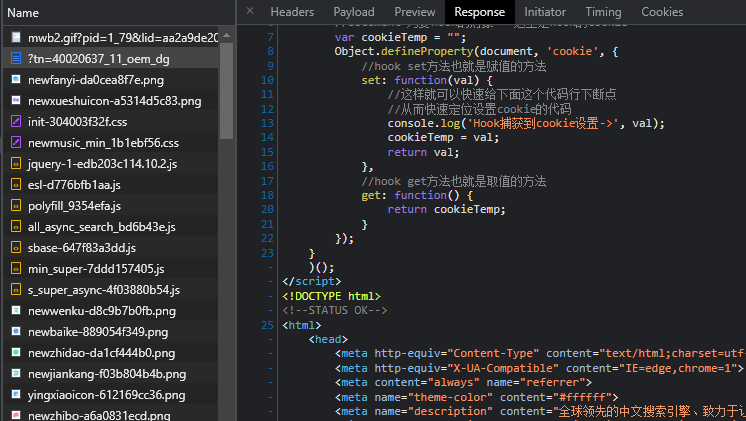 Name
mwb2.gif?pid=1_79&lid=aa2a9de20
?tn=40020637_11_oem_dg
newfanyi-da0cea8f7e.png
newxueshuicon-a5314d5c83.png
init-304003f32f.css
newmusic_min_1b1ebf56.css
jquery-1-edb203c114.10.2.js
esl-d776bfb1aa.js
polyfill_9354efa.js
all_async_search_bd6b43e.js
sbase-647f83a3dd.js
min_super-7ddd157405.js
s_super_async-4f03880b54.js
newwenku-d8c9b7b0fb.png
newbaike-889054f349.png
newzhidao-da1cf444b0.png
newjiankang-f03b804b4b.png
yingxiaoicon-612169cc36.png
newzhibo-a6a0831ecd.png
× Headers Payload Preview Response Initiator Timing Cookies
7 var cookieTemp = "";
8 Object.defineProperty(document, 'cookie', {
9 //hook set方法也就是赋值的方法
10 set: function(val) {
11 //这样就可以快速给下面这个代码行下断点
12 //从而快速定位设置cookie的代码
13 console.log('Hook捕获到cookie设置->', val);
14 cookieTemp = val;
15 return val;
16 },
17 //hook get方法也就是取值的方法
18 get: function() {
19 return cookieTemp;
20 }
21 });
22 }
- )();
- </script>
- <!DOCTYPE html>
- <!--STATUS OK-->
25 <html>
- <head>
- <meta http-equiv="Content-Type" content="text/html;charset=utf
- <meta http-equiv="X-UA-Compatible" content="IE=edge,chrome=1">
- <meta content="always" name="referrer">
- <meta name="theme-color" content="#ffffff">
- <meta name="description" content="全球领先的中文搜索引擎、致力于让